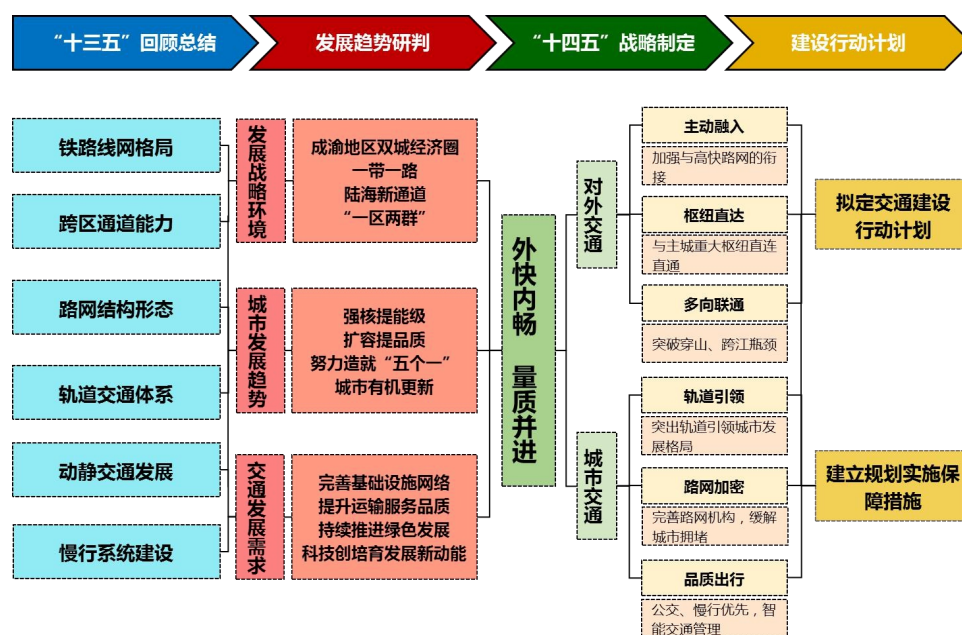 “十三五”回顾总结
发展趋势研判
“十四五”战略制定
建设行动计划
铁路线网格局
跨区通道能力
路网结构形态
轨道交通体系
动静交通发展
慢行系统建设
发展战略环境
成渝地区双城经济圈
一带一路
陆海新通道
“一区两群”
城市发展趋势
强核提能级
扩容提品质
努力造就“五个一”
城市有机更新
交通发展需求
完善基础设施网络
提升运输服务品质
持续推进绿色发展
科技创培育发展新动能
外快内畅 量质并进
对外交通
主动融入
加强与高快路网的衔
接
枢纽直达
与主城重大枢纽直连
直通
多向联通
突破穿山、跨江瓶颈
城市交通
轨道引领
突出轨道引领城市发
展格局
路网加密
完善路网机构，缓解
城市拥堵
品质出行
公交、慢行优先，智
能交通管理
拟定交通建设
行动计划
建立规划实施保
障措施